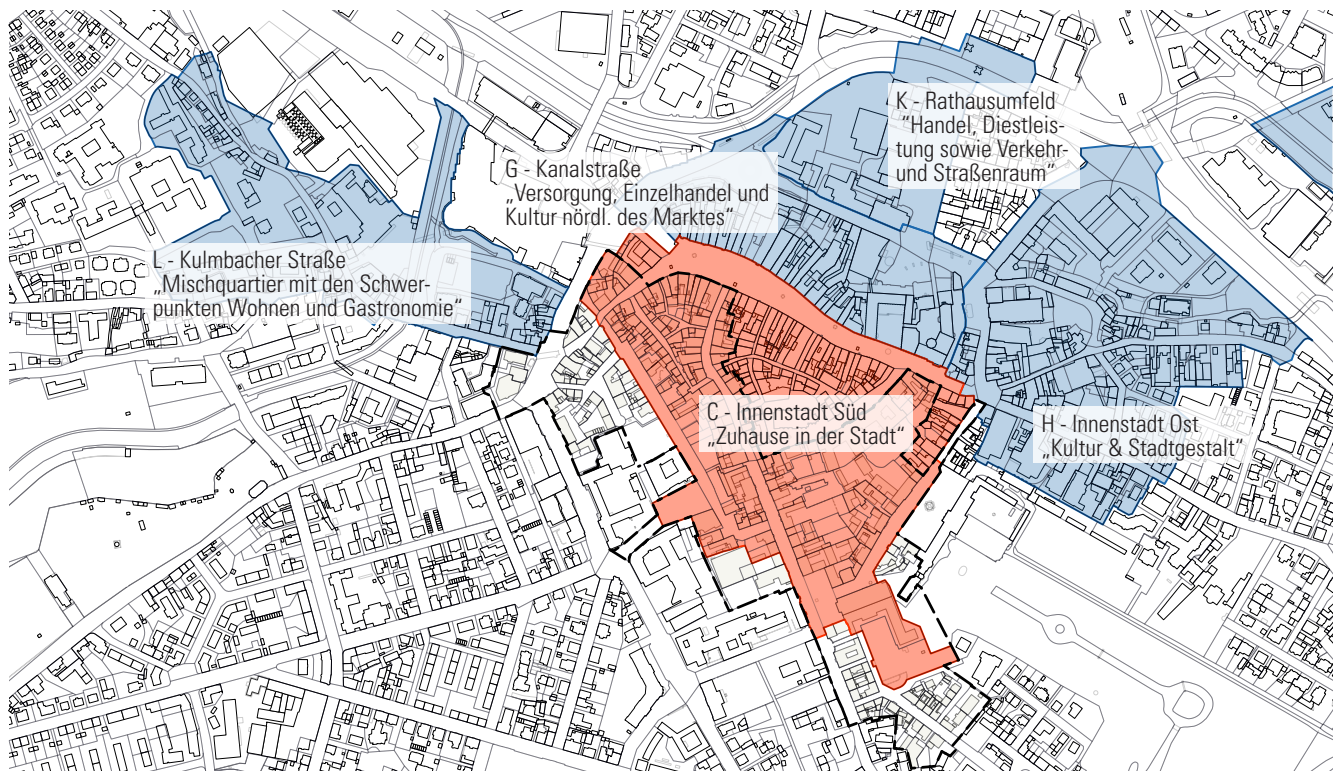 K - Rathausumfeld
“Handel, Diestleis-
tung sowie Verkehr-
und Straßenraum”
G - Kanalstraße
„Versorgung, Einzelhandel und
Kultur nördl. des Marktes“
L - Kulmbacher Straße
„Mischquartier mit den Schwer-
punkten Wohnen und Gastronomie“
C - Innenstadt Süd
„Zuhause in der Stadt“
H - Innenstadt Ost
„Kultur & Stadtgestalt“